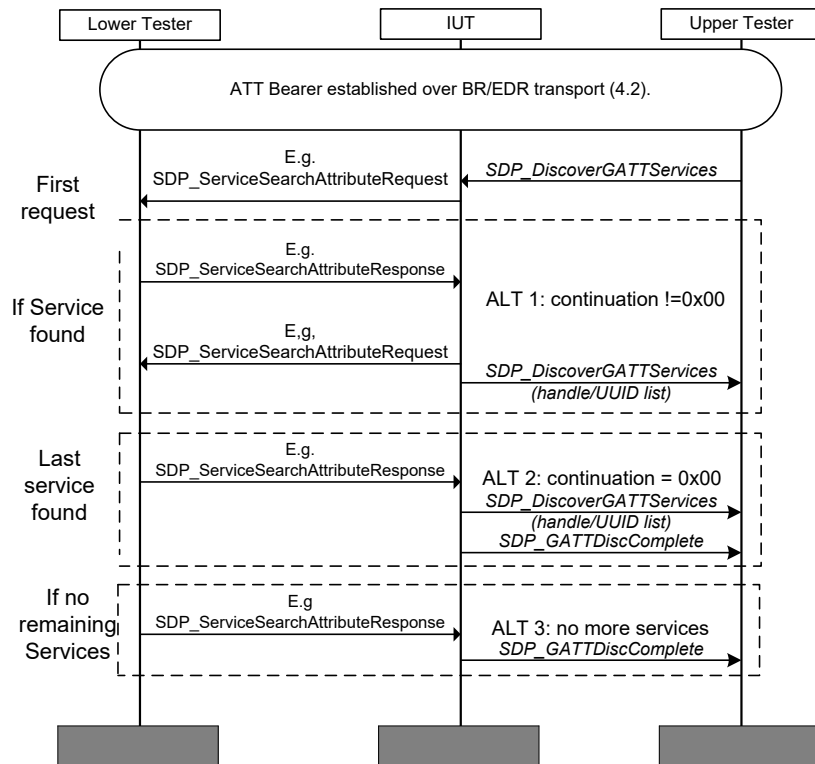 Lower Tester
IUT
Upper Tester
ATT Bearer established over BR/EDR transport (4.2).
First
request
E.g.
SDP_ServiceSearchAttributeRequest
SDP_DiscoverGATTServices
If Service
found
E.g.
SDP_ServiceSearchAttributeResponse
ALT 1: continuation !=0x00
E,g,
SDP_ServiceSearchAttributeRequest
SDP_DiscoverGATTServices
(handle/UUID list)
Last
service
found
E.g.
SDP_ServiceSearchAttributeResponse
ALT 2: continuation = 0x00
SDP_DiscoverGATTServices
(handle/UUID list)
SDP_GATTDiscComplete
If no
remaining
Services
E.g
SDP_ServiceSearchAttributeResponse
ALT 3: no more services
SDP_GATTDiscComplete